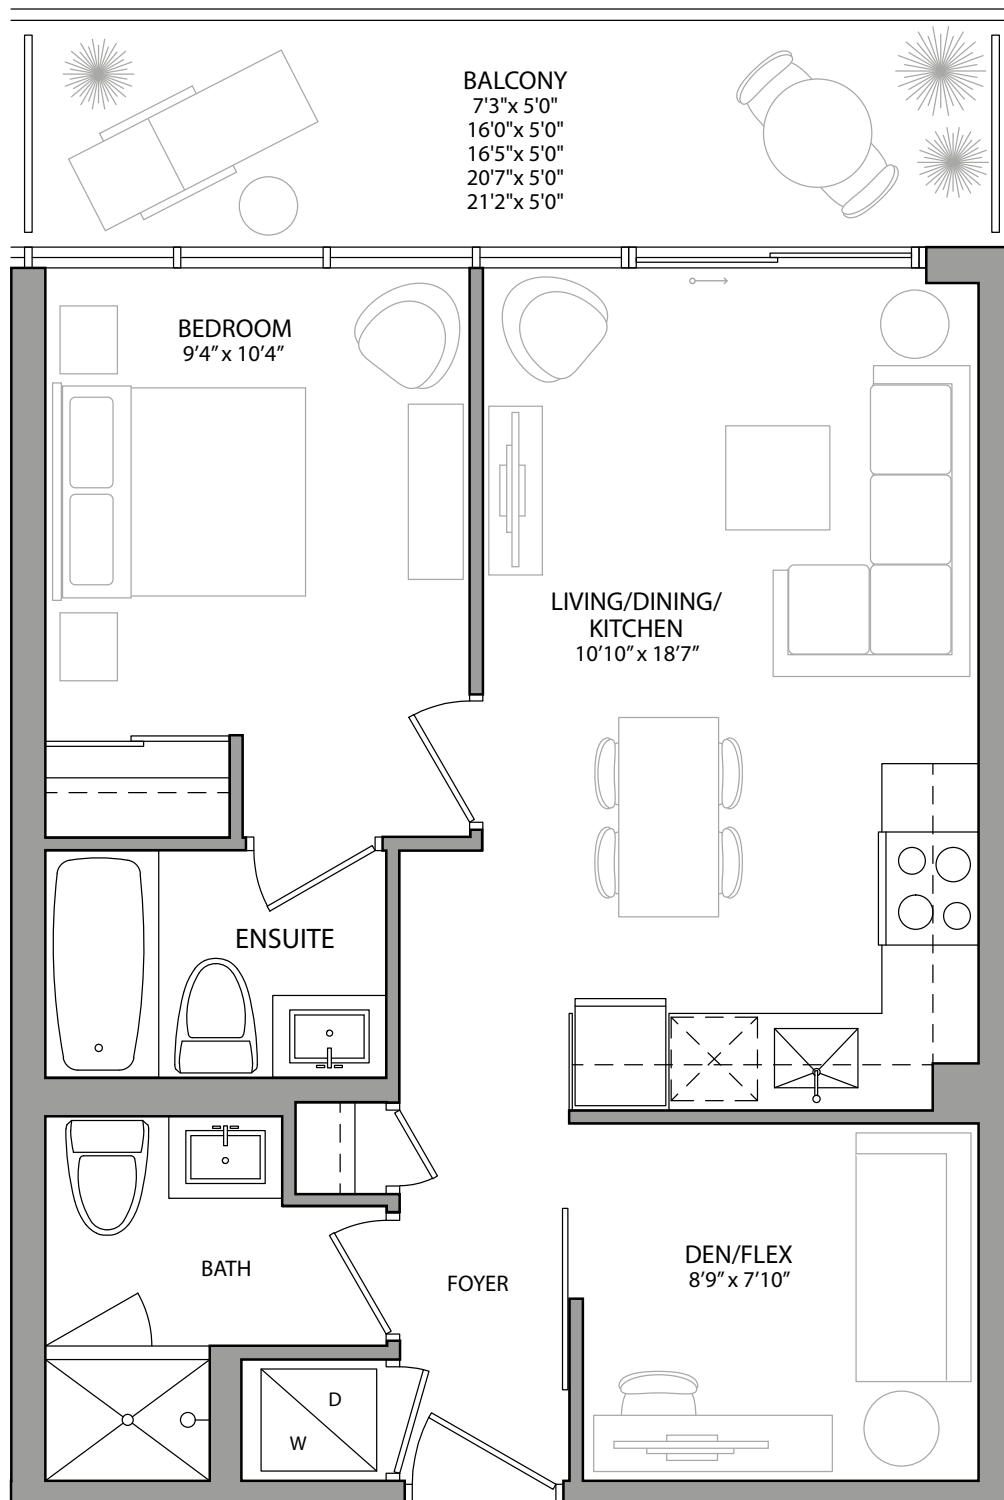 BALCONY
7'3"x 5'0"
16'0"x 5'0"
16'5"x 5'0"
20'7"x 5'0"
21'2"x 5'0"
BEDROOM
9’4” x 10’4”
LIVING/DINING/
KITCHEN
10’10” x 18’7”
ENSUITE
BATH
FOYER
DEN/FLEX
8’9” x 7’10”
D
W